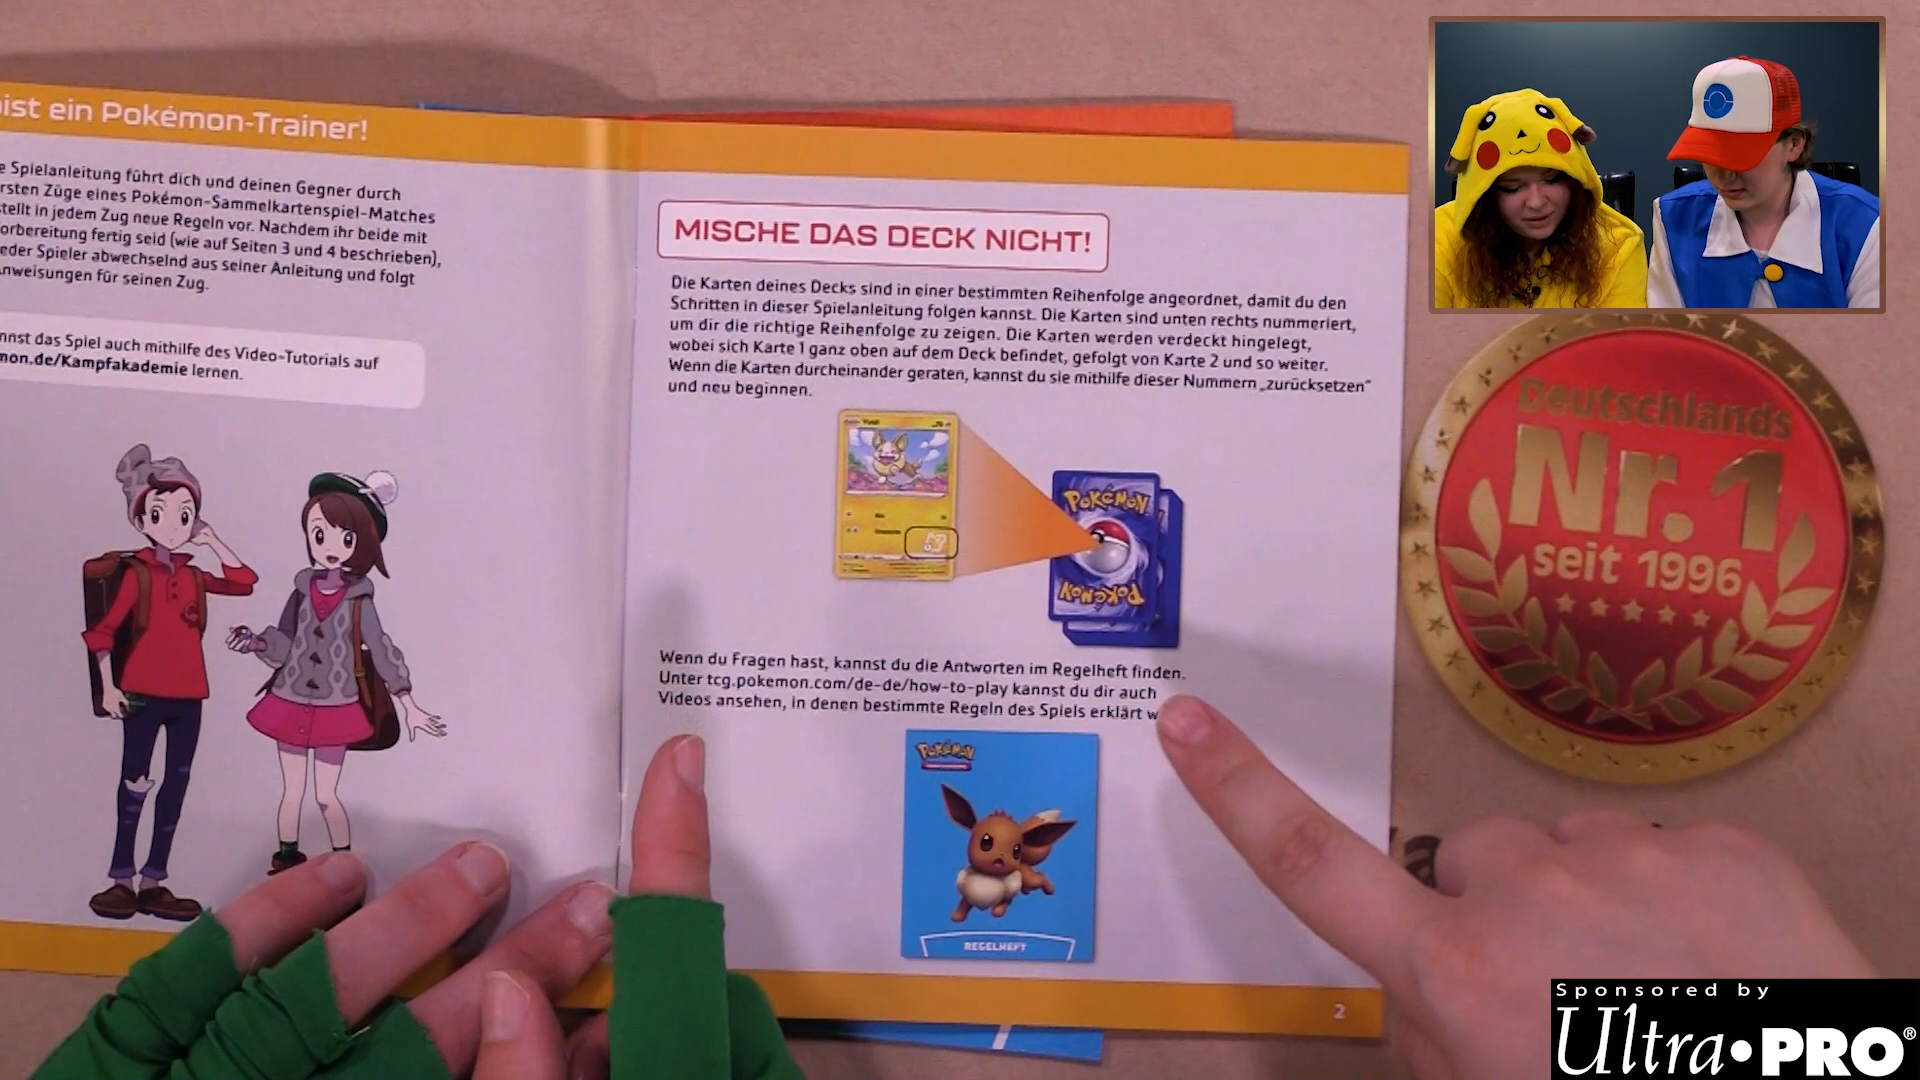 ist ein Pokémon-Trainer!
Spielanleitung führt dich und deinen Gegner durch
rsten Züge eines Pokémon-Sammelkartenspiel-Matches
stellt in jedem Zug neue Regeln vor. Nachdem ihr beide mit
orbereitung fertig seid (wie auf Seiten 3 und 4 beschrieben),
eder Spieler abwechselnd aus seiner Anleitung und folgt
nweisungen für seinen Zug.
nnst das Spiel auch mithilfe des Video-Tutorials auf
mon.de/Kampfakademie lernen.
MISCHE DAS DECK NICHT!
Die Karten deines Decks sind in einer bestimmten Reihenfolge angeordnet, damit du den
Schritten in dieser Spielanleitung folgen kannst. Die Karten sind unten rechts nummeriert,
um dir die richtige Reihenfolge zu zeigen. Die Karten werden verdeckt hingelegt,
wobei sich Karte 1 ganz oben auf dem Deck befindet, gefolgt von Karte 2 und so weiter.
Wenn die Karten durcheinander geraten, kannst du sie mithilfe dieser Nummern „zurücksetzen“
und neu beginnen.
POKéMON
POKéMON
Wenn du Fragen hast, kannst du die Antworten im Regelheft finden.
Unter tcg.pokemon.com/de-de/how-to-play kannst du dir auch
Videos ansehen, in denen bestimmte Regeln des Spiels erklärt w
POKéMON
REGELHEFT
2
Deutschlands
Nr. 1
seit 1996
Sponsored by
Ultra•PRO®